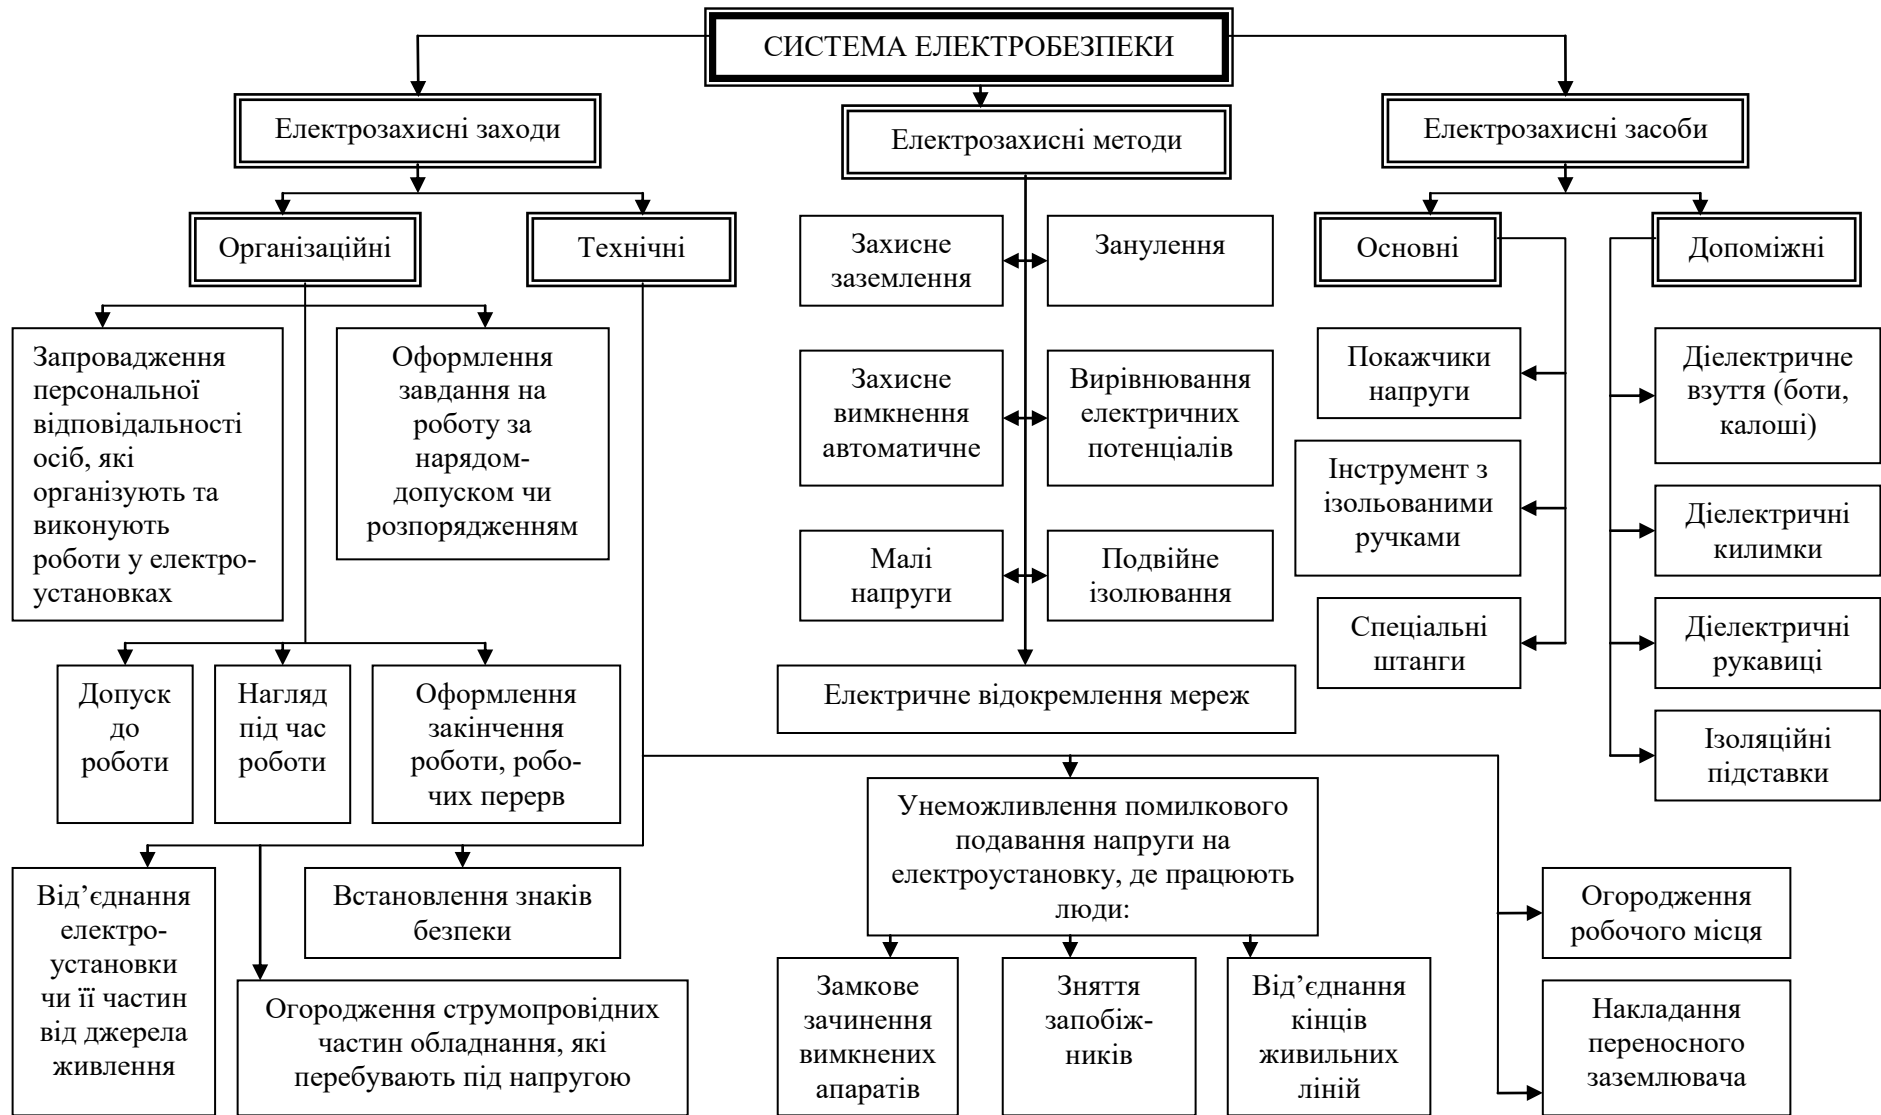 СИСТЕМА ЕЛЕКТРОБЕЗПЕКИ
Електрозахисні заходи
Електрозахисні методи
Електрозахисні засоби
Організаційні
Технічні
Захисне
заземлення
Занулення
Основні
Допоміжні
Запровадження
персональної
відповідальності
осіб, які
організують та
виконують
роботи у електро-
установках
Оформлення
завдання на
роботу за
нарядом-
допуском чи
розпорядженням
Захисне
вимкнення
автоматичне
Вирівнювання
електричних
потенціалів
Малі
напруги
Подвійне
ізолювання
Електричне відокремлення мереж
Покажчики
напруги
Інструмент з
ізольованими
ручками
Спеціальні
штанги
Діелектричне
взуття (боти,
калоші)
Діелектричні
килимки
Діелектричні
рукавиці
Ізоляційні
підставки
Допуск
до
роботи
Нагляд
під час
роботи
Оформлення
закінчення
роботи, робо-
чих перерв
Унеможливлення помилкового
подавання напруги на
електроустановку, де працюють
люди:
Від’єднання
електро-
установки
чи її частин
від джерела
живлення
Встановлення знаків
безпеки
Огородження струмопровідних
частин обладнання, які
перебувають під напругою
Замкове
зачинення
вимкнених
апаратів
Зняття
запобіж-
ників
Від’єднання
кінців
живильних
ліній
Огородження
робочого місця
Накладання
переносного
заземлювача